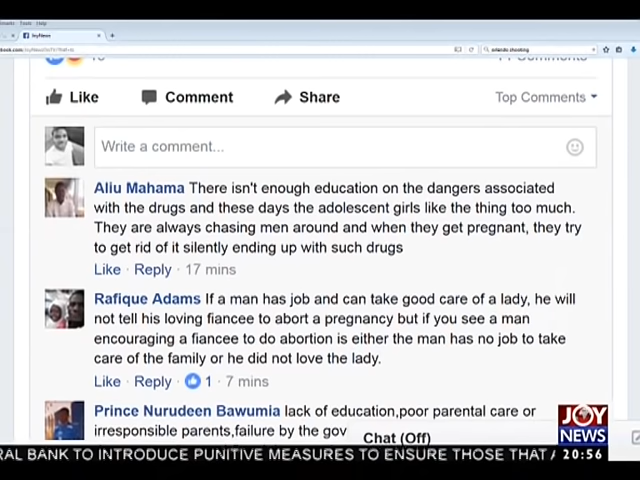 Tools Help
JoyNews
orlando shooting
Like
Comment
Share
Top Comments
Write a comment...
Aliu Mahama There isn't enough education on the dangers associated
with the drugs and these days the adolescent girls like the thing too much.
They are always chasing men around and when they get pregnant, they try
to get rid of it silently ending up with such drugs
Like · Reply · 17 mins
Rafique Adams If a man has job and can take good care of a lady, he will
not tell his loving fiancee to abort a pregnancy but if you see a man
encouraging a fiancee to do abortion is either the man has no job to take
care of the family or he did not love the lady.
Like · Reply · 1 · 7 mins
Prince Nurudeen Bawumia lack of education,poor parental care or
irresponsible parents,failure by the gov
Chat (Off)
JOY
NEWS
RAL BANK TO INTRODUCE PUNITIVE MEASURES TO ENSURE THOSE THAT
20:56